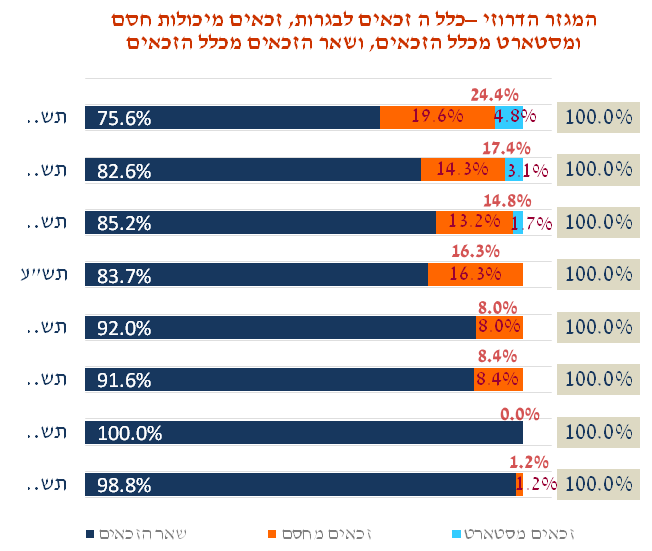 המגזר הדרוזי –כלל ה זכאים לבגרות, זכאים מיכולות חסם
ומסטארט מכלל הזכאים, ושאר הזכאים מכלל הזכאים
24.4%
תש.. 75.6% 19.6% 4.8% 100.0%
17.4%
תש.. 82.6% 14.3% 3.1% 100.0%
14.8%
תש.. 85.2% 13.2% 1.7% 100.0%
16.3%
תש"ע 83.7% 16.3% 100.0%
8.0%
תש.. 92.0% 8.0% 100.0%
8.4%
תש.. 91.6% 8.4% 100.0%
0.0%
תש.. 100.0% 100.0%
1.2%
תש.. 98.8% 1.2% 100.0%
זכאים מסטארט זכאים מחסם שאר הזכאים